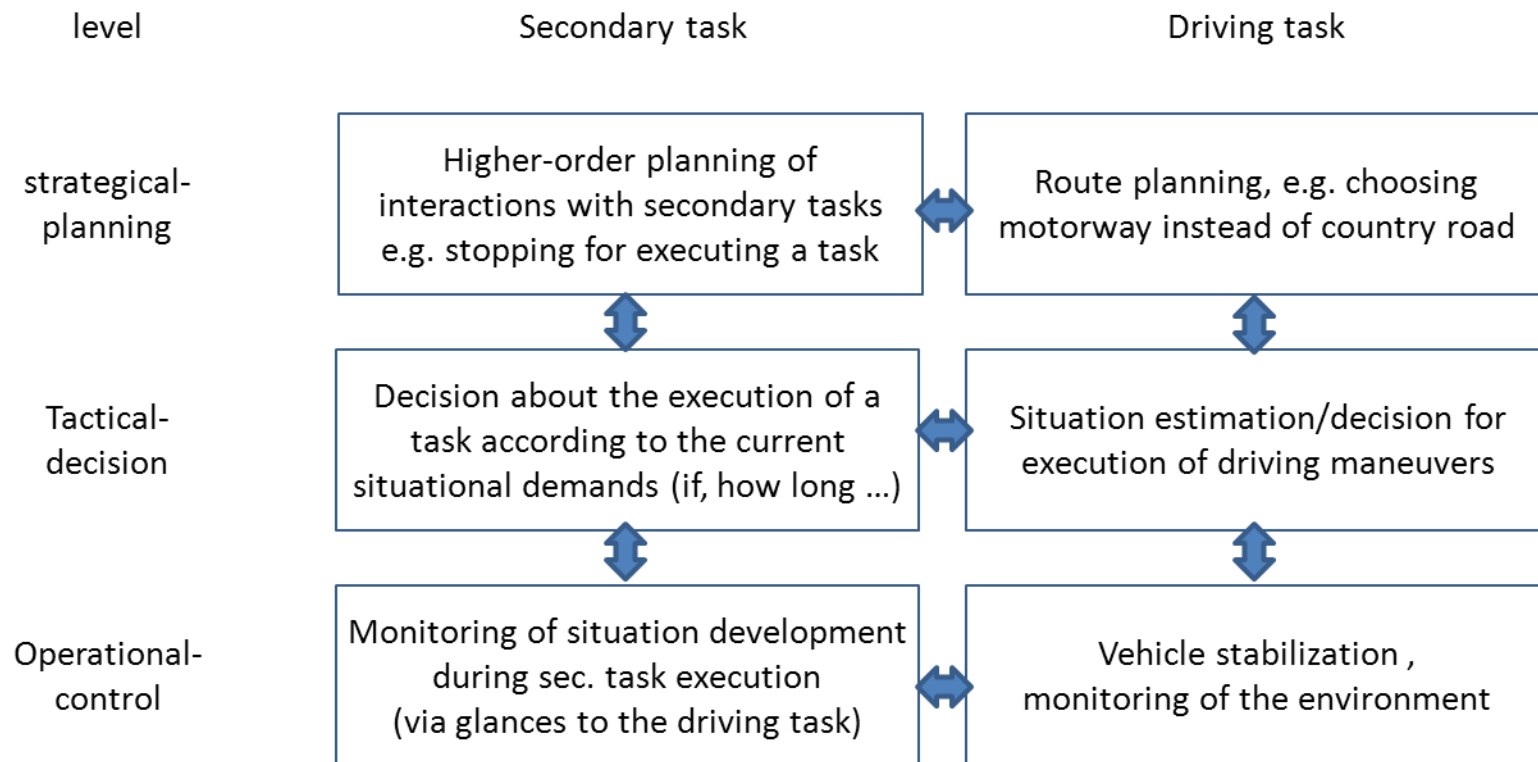 level
Secondary task
Driving task
strategical-
planning
Higher-order planning of
interactions with secondary tasks
e.g. stopping for executing a task
Route planning, e.g. choosing
motorway instead of country road
Tactical-
decision
Decision about the execution of a
task according to the current
situational demands (if, how long ...)
Situation estimation/decision for
execution of driving maneuvers
Operational-
control
Monitoring of situation development
during sec. task execution
(via glances to the driving task)
Vehicle stabilization ,
monitoring of the environment